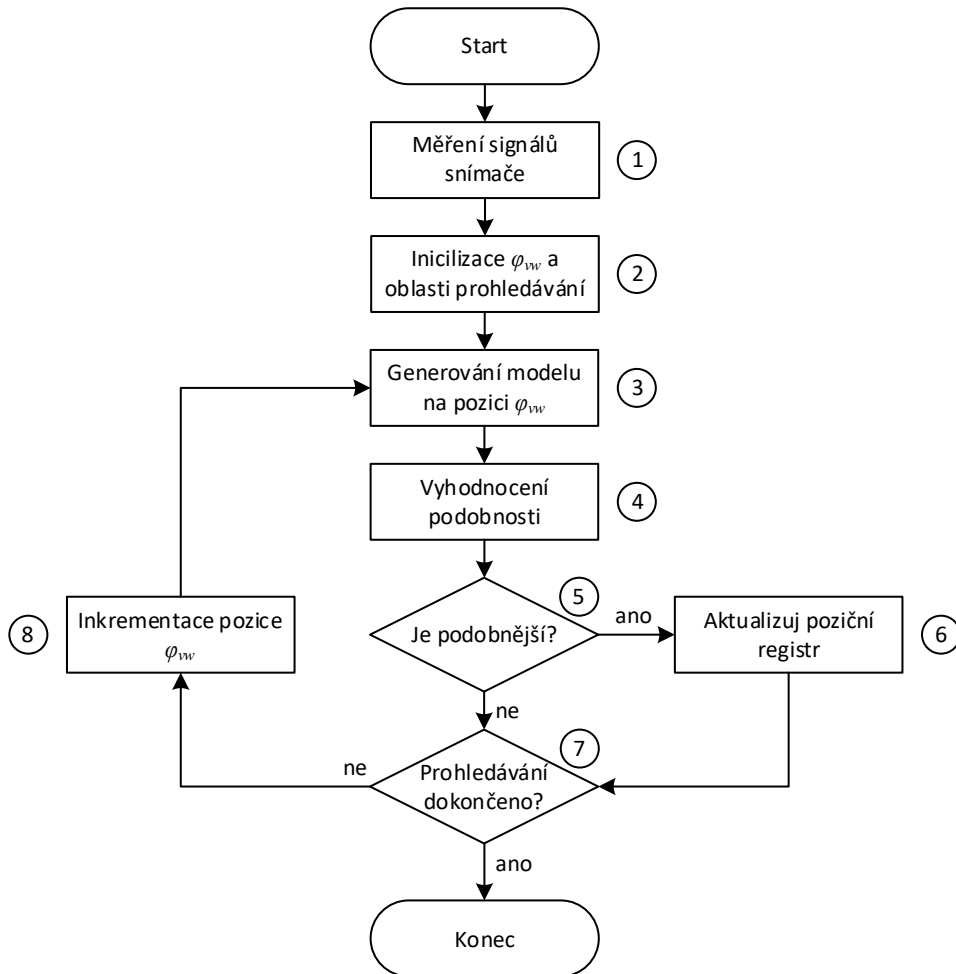 Start
Měření signálů
snímače
1
Inicilizace φvw a
oblasti prohledávání
2
Generování modelu
na pozici φvw
3
Vyhodnocení
podobnosti
4
5
Je podobnější?
ano
Aktualizuj poziční
registr
6
8
Inkrementace pozice
φvw
ne
7
ne
Prohledávání
dokončeno?
ano
Konec